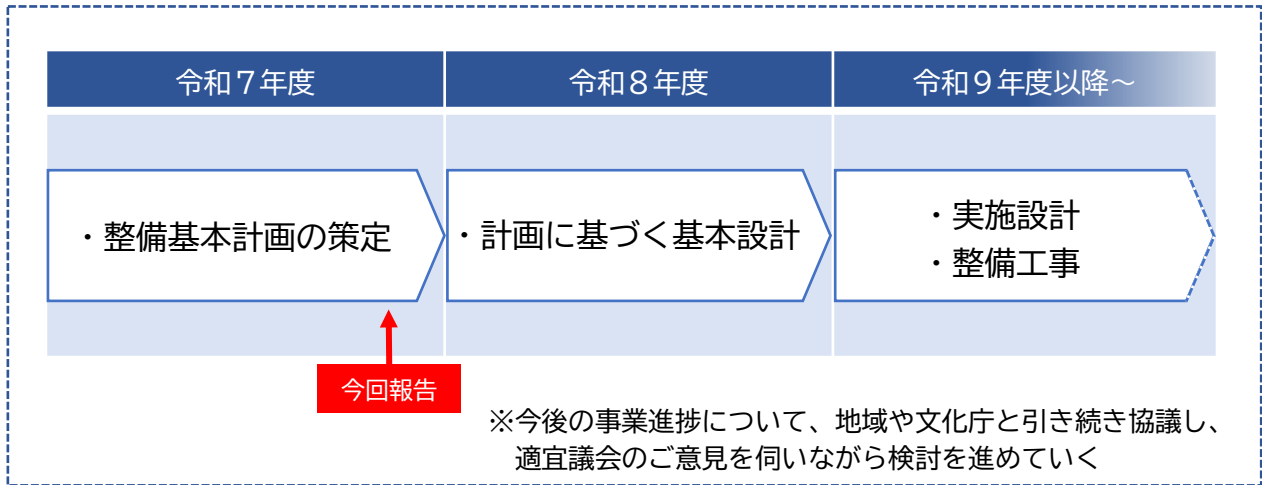 令和７年度
令和８年度
令和９年度以降～
・整備基本計画の策定
・計画に基づく基本設計
・実施設計
・整備工事
今回報告
※今後の事業進捗について、地域や文化庁と引き続き協議し、
適宜議会のご意見を伺いながら検討を進めていく